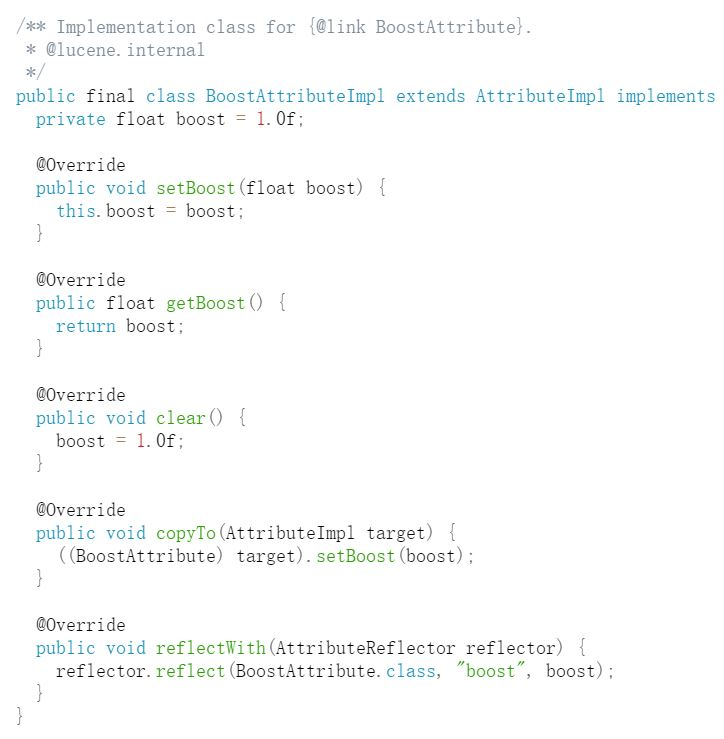 /** Implementation class for {@link BoostAttribute}.
 * @lucene.internal
 */
public final class BoostAttributeImpl extends AttributeImpl implements
  private float boost = 1.0f;

  @Override
  public void setBoost(float boost) {
    this.boost = boost;
  }

  @Override
  public float getBoost() {
    return boost;
  }

  @Override
  public void clear() {
    boost = 1.0f;
  }

  @Override
  public void copyTo(AttributeImpl target) {
    ((BoostAttribute) target).setBoost(boost);
  }

  @Override
  public void reflectWith(AttributeReflector reflector) {
    reflector.reflect(BoostAttribute.class, "boost", boost);
  }
}